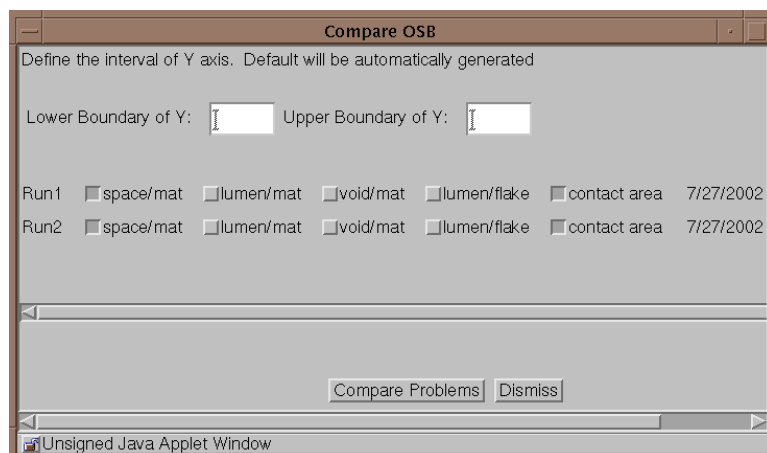 Compare OSB
Define the interval of Y axis. Default will be automatically generated
Lower Boundary of Y: Upper Boundary of Y:
Run1 space/mat lumen/mat void/mat lumen/flake contact area 7/27/2002
Run2 space/mat lumen/mat void/mat lumen/flake contact area 7/27/2002
Compare Problems Dismiss
Unsigned Java Applet Window